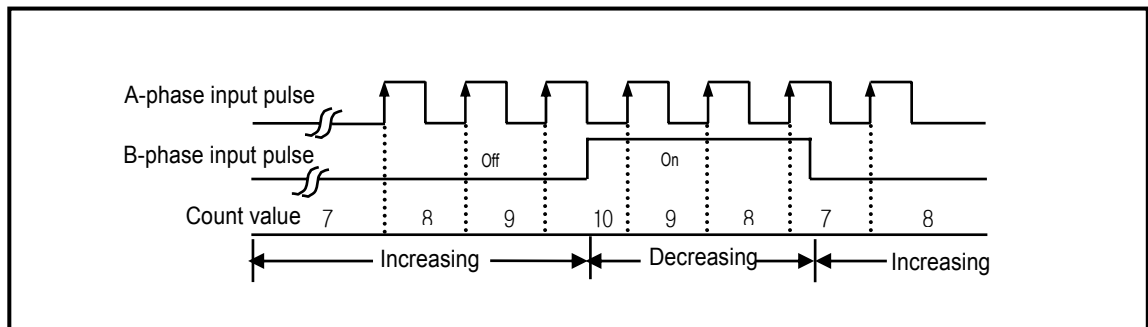 A-phase input pulse
B-phase input pulse
Off
On
Count value
7
8
9
10
9
8
7
8
Increasing
Decreasing
Increasing